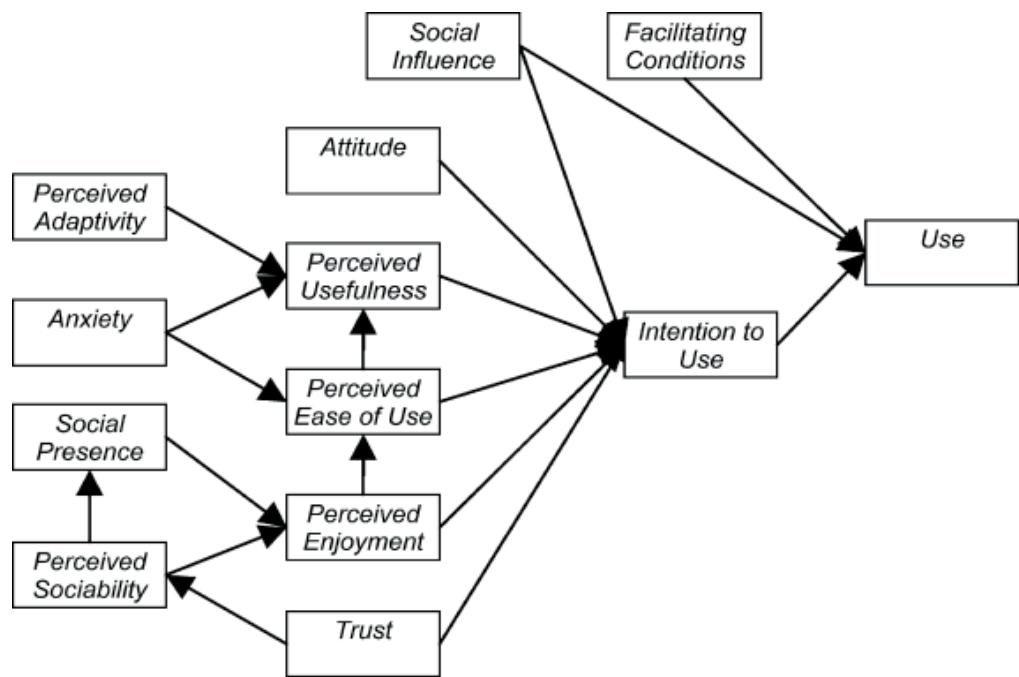 Social
Influence
Facilitating
Conditions
Attitude
Perceived
Adaptivity
Use
Perceived
Usefulness
Anxiety
Intention to
Use
Perceived
Ease of Use
Social
Presence
Perceived
Enjoyment
Perceived
Sociability
Trust